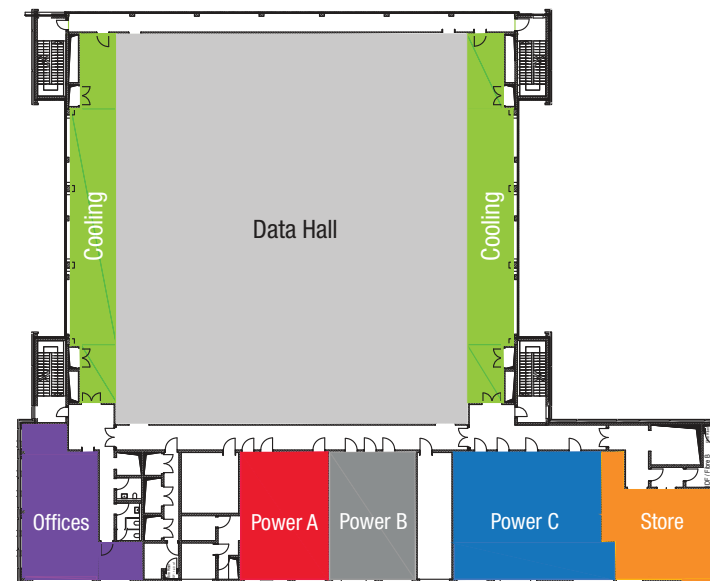 Cooling
Data Hall
Cooling
Offices
Power A
Power B
Power C
Store